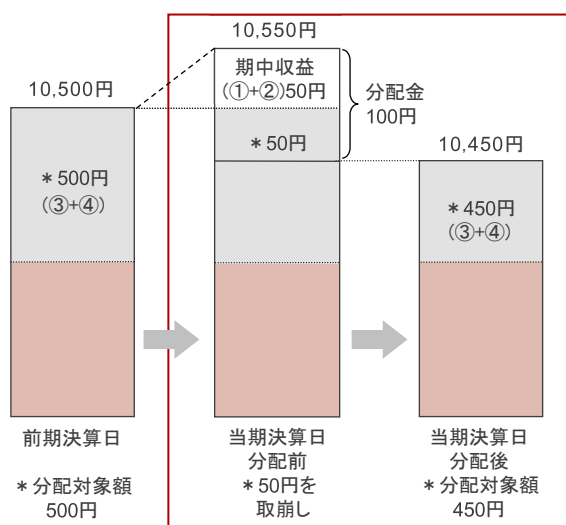 10,500円
＊500円
(③+④)
前期決算日
＊分配対象額
500円
10,550円
期中収益
(①+②)50円
＊50円
分配金
100円
当期決算日
分配前
＊50円を
取崩し
10,450円
＊450円
(③+④)
当期決算日
分配後
＊分配対象額
450円